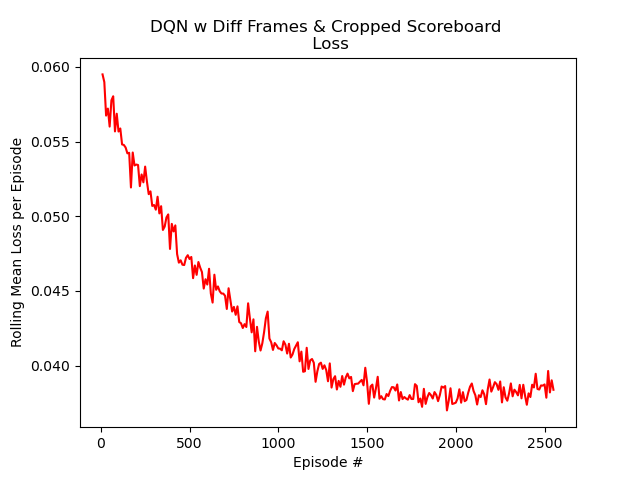 DQN w Diff Frames & Cropped Scoreboard
Loss
0.060
0.055
0.050
0.045
0.040
Rolling Mean Loss per Episode
0 500 1000 1500 2000 2500
Episode #